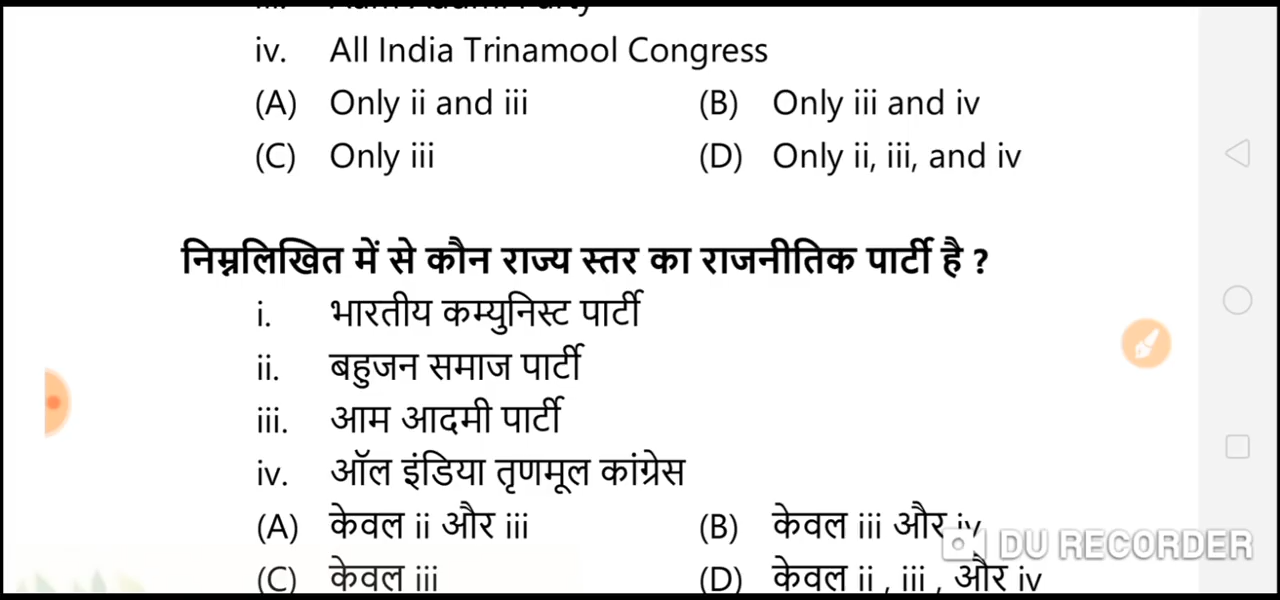 iv. All India Trinamool Congress
(A) Only ii and iii (B) Only iii and iv
(C) Only iii (D) Only ii, iii, and iv
निम्नलिखित में से कौन राज्य स्तर का राजनीतिक पार्टी है ?
i. भारतीय कम्युनिस्ट पार्टी
ii. बहुजन समाज पार्टी
iii. आम आदमी पार्टी
iv. ऑल इंडिया तृणमूल कांग्रेस
(A) केवल ii और iii (B) केवल iii और iv
DU RECORDER
(C) केवल iii (D) केवल ii , iii , और iv